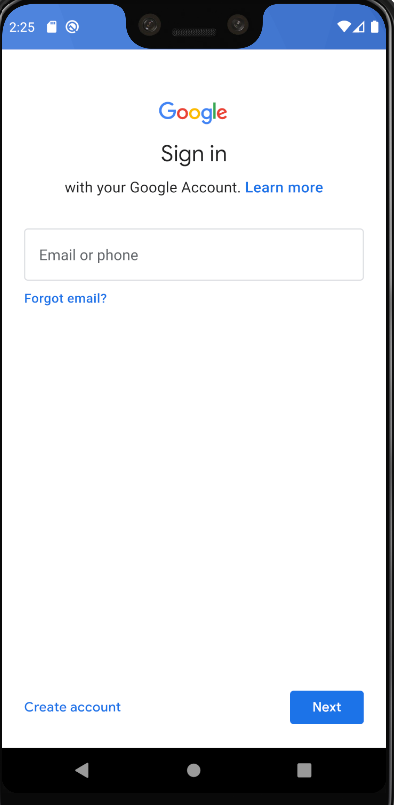 2:25
Google
Sign in
with your Google Account. Learn more
Email or phone
Forgot email?
Create account
Next